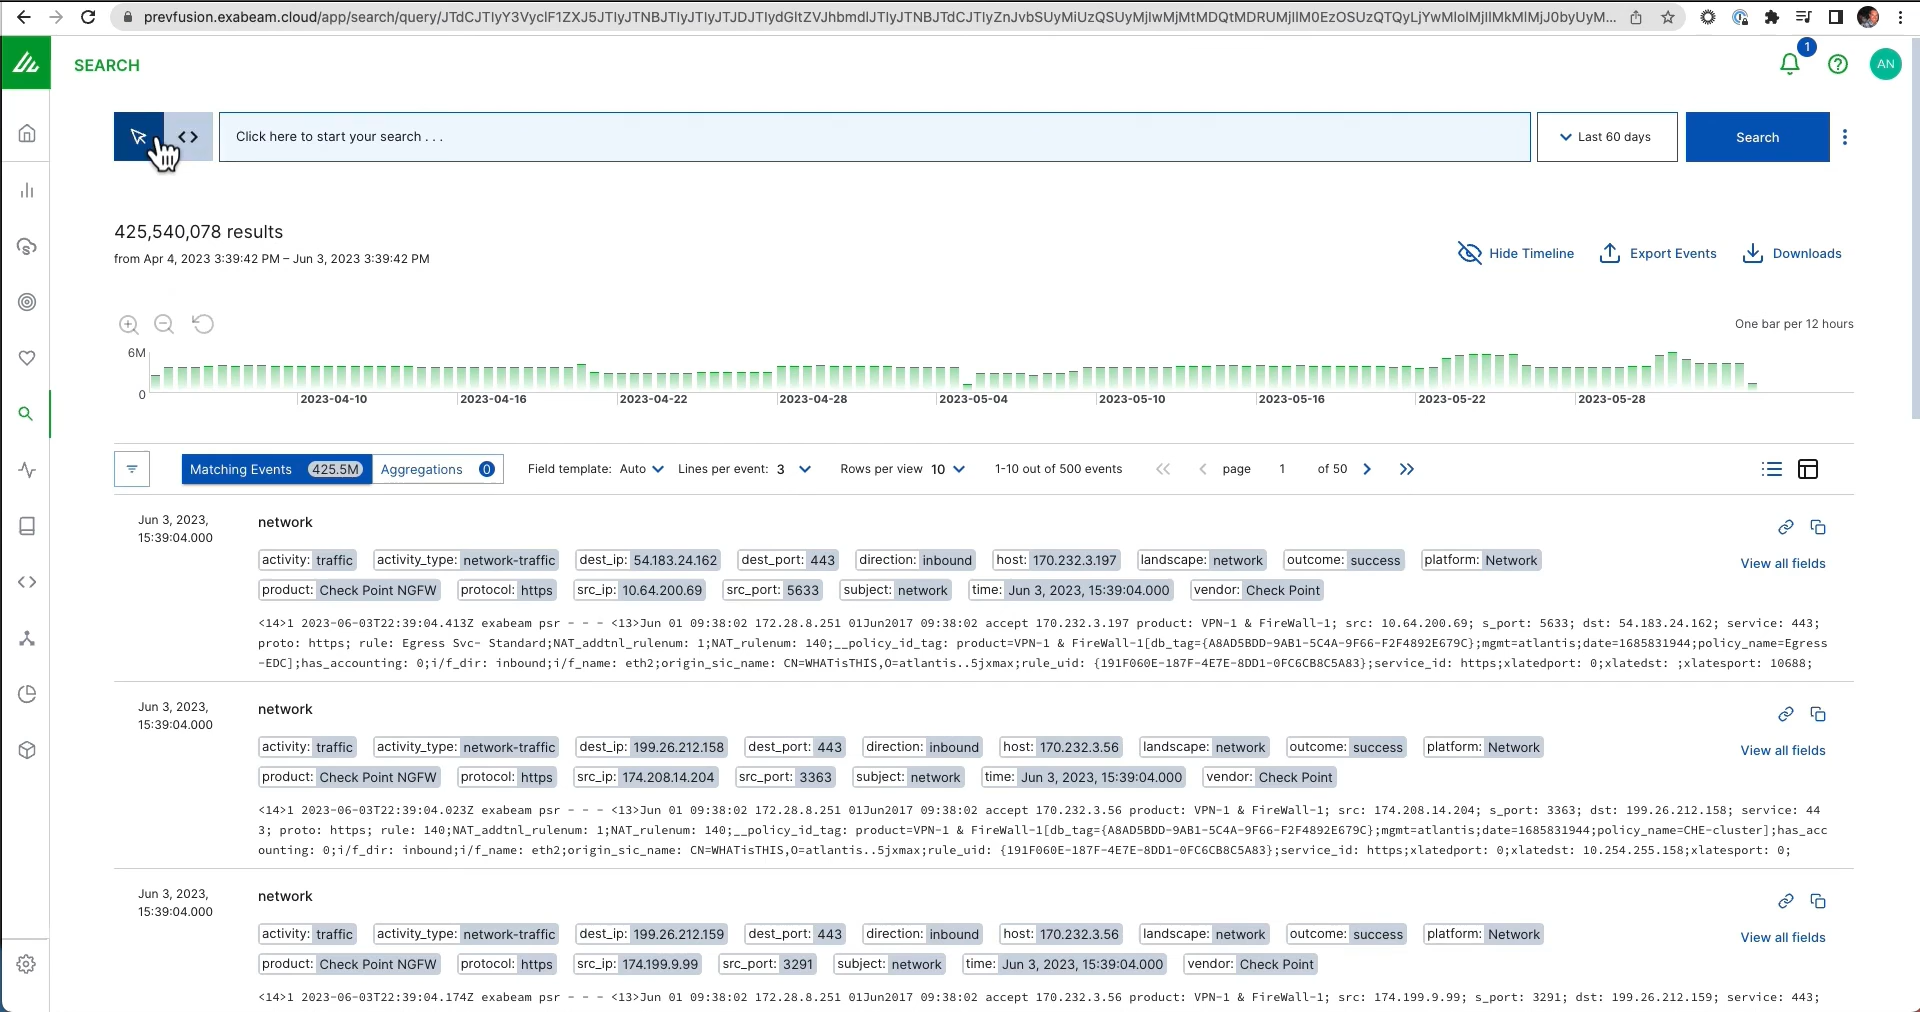 prevfusion.exabeam.cloud/app/search/query/
SEARCH
1
AN
Click here to start your search . . .
Last 60 days
Search
425,540,078 results
from Apr 4, 2023 3:39:42 PM – Jun 3, 2023 3:39:42 PM
Hide Timeline
Export Events
Downloads
One bar per 12 hours
6M
0
2023-04-10 2023-04-16 2023-04-22 2023-04-28 2023-05-04 2023-05-10 2023-05-16 2023-05-22 2023-05-28
Matching Events 425.5M Aggregations 0 Field template: Auto Lines per event: 3 Rows per view 10 1-10 out of 500 events page 1 of 50
Jun 3, 2023,
15:39:04.000
network
activity: traffic activity_type: network-traffic dest_ip: 54.183.24.162 dest_port: 443 direction: inbound host: 170.232.3.197 landscape: network outcome: success platform: Network
View all fields
product: Check Point NGFW protocol: https src_ip: 10.64.200.69 src_port: 5633 subject: network time: Jun 3, 2023, 15:39:04.000 vendor: Check Point
<14>1 2023-06-03T22:39:04.413Z exabeam psr - - - <13>Jun 01 09:38:02 172.28.8.251 01Jun2017 09:38:02 accept 170.232.3.197 product: VPN-1 & FireWall-1; src: 10.64.200.69; s_port: 5633; dst: 54.183.24.162; service: 443;
proto: https; rule: Egress Svc- Standard;NAT_addtnl_rulenum: 1;NAT_rulenum: 140;__policy_id_tag: product=VPN-1 & FireWall-1[db_tag={A8AD5BDD-9AB1-5C4A-9F66-F2F4892E679C};mgmt=atlantis;date=1685831944;policy_name=Egress
-EDC];has_accounting: 0;i/f_dir: inbound;i/f_name: eth2;origin_sic_name: CN=WHATisTHIS,O=atlantis..5jxmax;rule_uid: {191F060E-187F-4E7E-8DD1-0FC6CB8C5A83};service_id: https;xlatedport: 0;xlatedst: ;xlatesport: 10688;
Jun 3, 2023,
15:39:04.000
network
activity: traffic activity_type: network-traffic dest_ip: 199.26.212.158 dest_port: 443 direction: inbound host: 170.232.3.56 landscape: network outcome: success platform: Network
View all fields
product: Check Point NGFW protocol: https src_ip: 174.208.14.204 src_port: 3363 subject: network time: Jun 3, 2023, 15:39:04.000 vendor: Check Point
<14>1 2023-06-03T22:39:04.023Z exabeam psr - - - <13>Jun 01 09:38:02 172.28.8.251 01Jun2017 09:38:02 accept 170.232.3.56 product: VPN-1 & FireWall-1; src: 174.208.14.204; s_port: 3363; dst: 199.26.212.158; service: 44
3; proto: https; rule: 140;NAT_addtnl_rulenum: 1;NAT_rulenum: 140;__policy_id_tag: product=VPN-1 & FireWall-1[db_tag={A8AD5BDD-9AB1-5C4A-9F66-F2F4892E679C};mgmt=atlantis;date=1685831944;policy_name=CHE-cluster];has_acc
ounting: 0;i/f_dir: inbound;i/f_name: eth2;origin_sic_name: CN=WHATisTHIS,O=atlantis..5jxmax;rule_uid: {191F060E-187F-4E7E-8DD1-0FC6CB8C5A83};service_id: https;xlatedport: 0;xlatedst: 10.254.255.158;xlatesport: 0;
Jun 3, 2023,
15:39:04.000
network
activity: traffic activity_type: network-traffic dest_ip: 199.26.212.159 dest_port: 443 direction: inbound host: 170.232.3.56 landscape: network outcome: success platform: Network
View all fields
product: Check Point NGFW protocol: https src_ip: 174.199.9.99 src_port: 3291 subject: network time: Jun 3, 2023, 15:39:04.000 vendor: Check Point
<14>1 2023-06-03T22:39:04.174Z exabeam psr - - - <13>Jun 01 09:38:02 172.28.8.251 01Jun2017 09:38:02 accept 170.232.3.56 product: VPN-1 & FireWall-1; src: 174.199.9.99; s_port: 3291; dst: 199.26.212.159; service: 443;